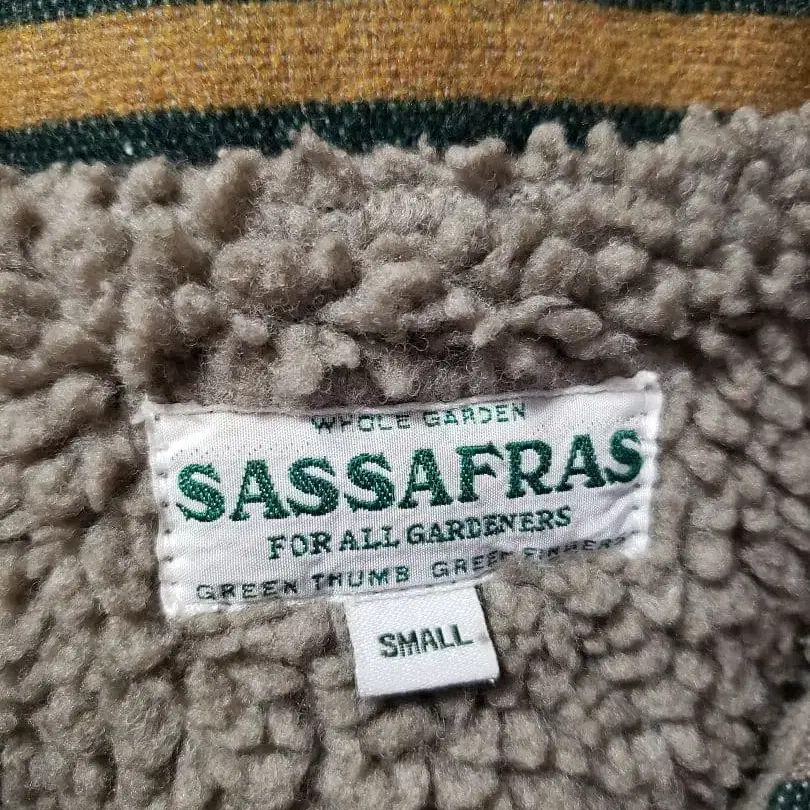 WHOLE GARDEN
SASSAFRAS
FOR ALL GARDENERS
GREEN THUMB GREEN FINGERS
SMALL